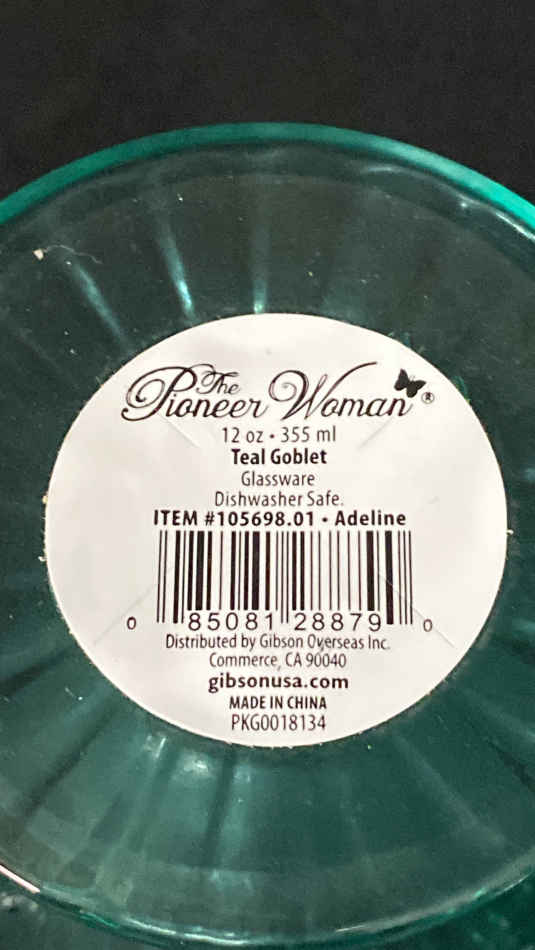 The
Pioneer Woman®
12 oz • 355 ml
Teal Goblet
Glassware
Dishwasher Safe.
ITEM #105698.01 • Adeline
0 85081 28879 0
Distributed by Gibson Overseas Inc.
Commerce, CA 90040
gibsonusa.com
MADE IN CHINA
PKG0018134